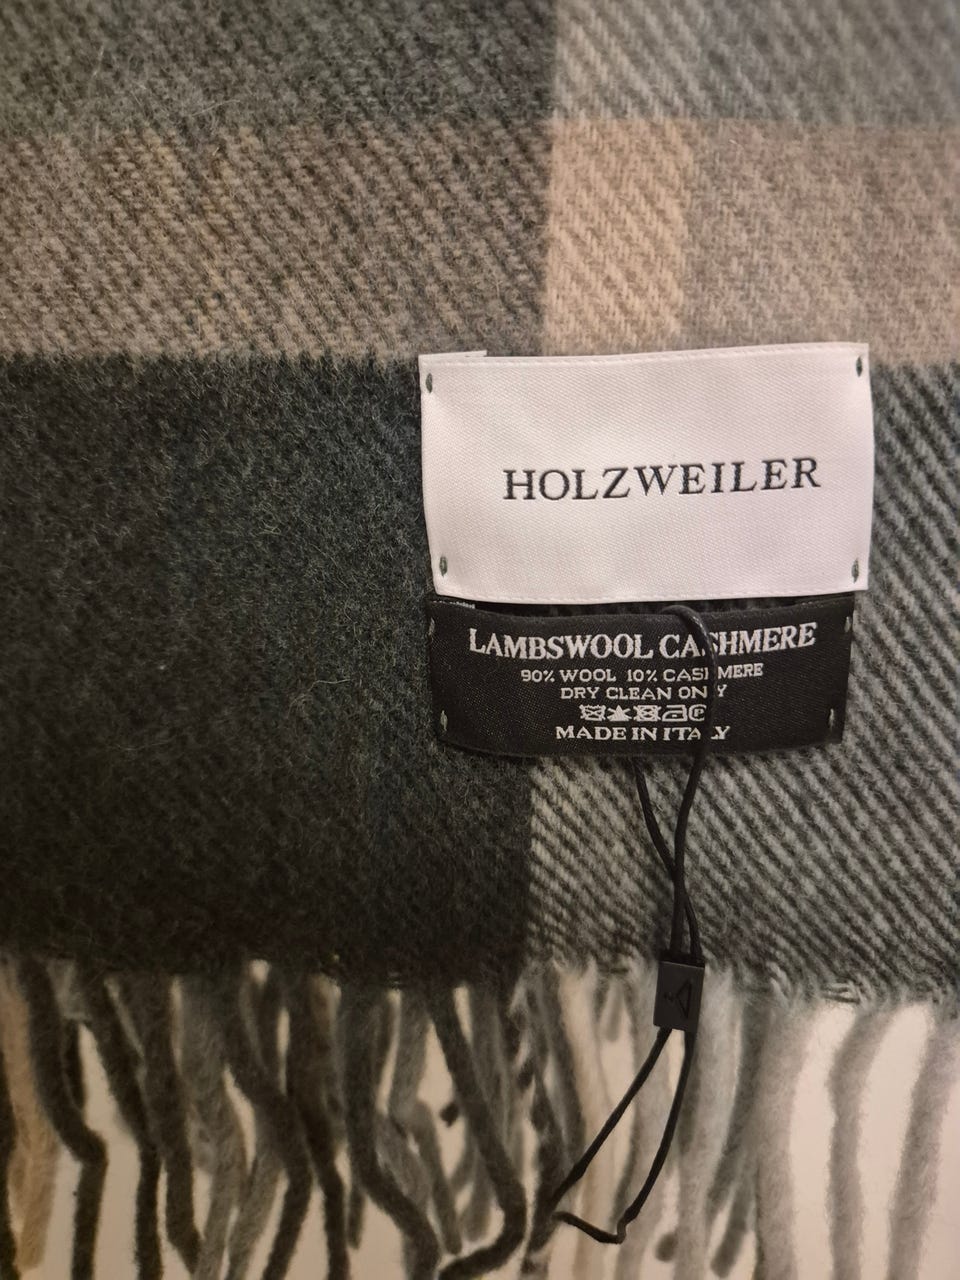 HOLZWEILER
LAMBSWOOL CASHMERE
90% WOOL 10% CASHMERE
DRY CLEAN ONLY
MADE IN ITALY